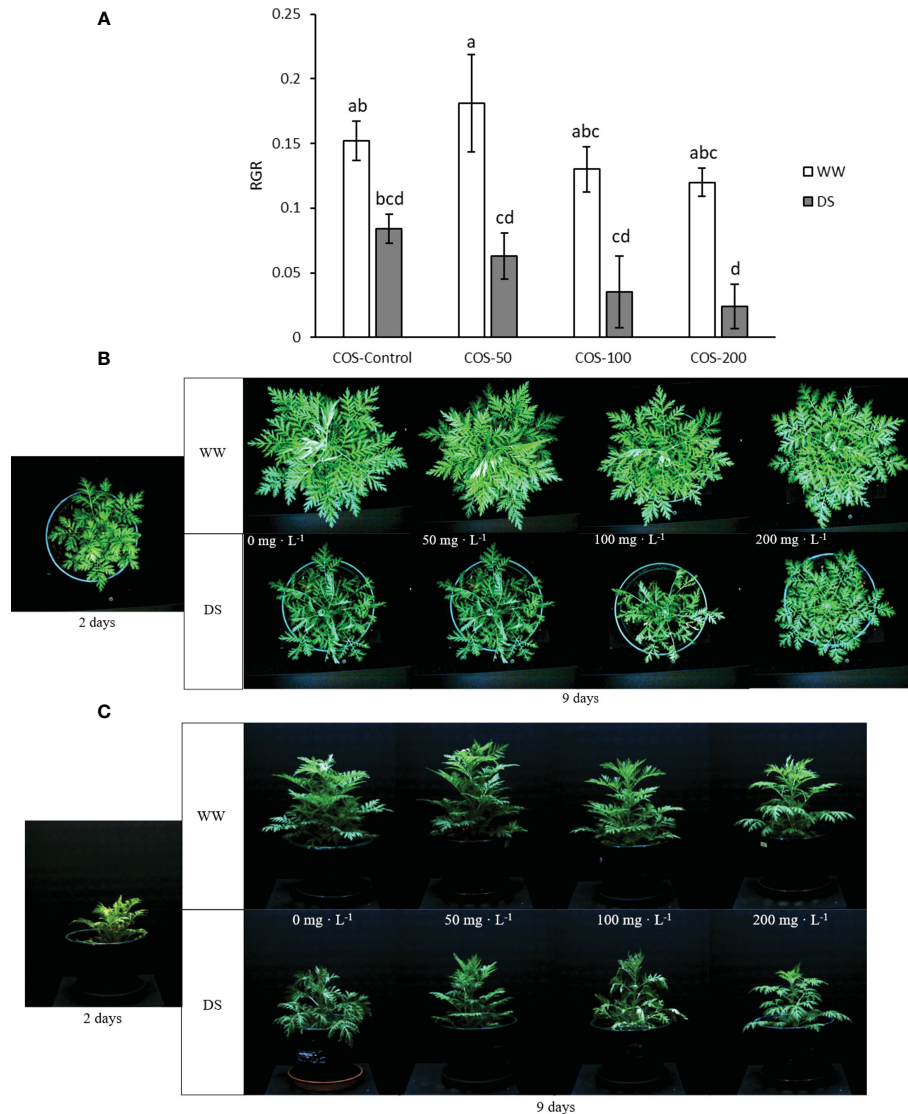 A
0.25
0.2
0.15
0.1
0.05
0
RGR
ab
bcd
a
cd
abc
cd
abc
d
WW
DS
COS-Control COS-50 COS-100 COS-200
B
WW
0 mg · L-1 50 mg · L-1 100 mg · L-1 200 mg · L-1
DS
2 days
9 days
C
WW
0 mg · L-1 50 mg · L-1 100 mg · L-1 200 mg · L-1
DS
2 days
9 days